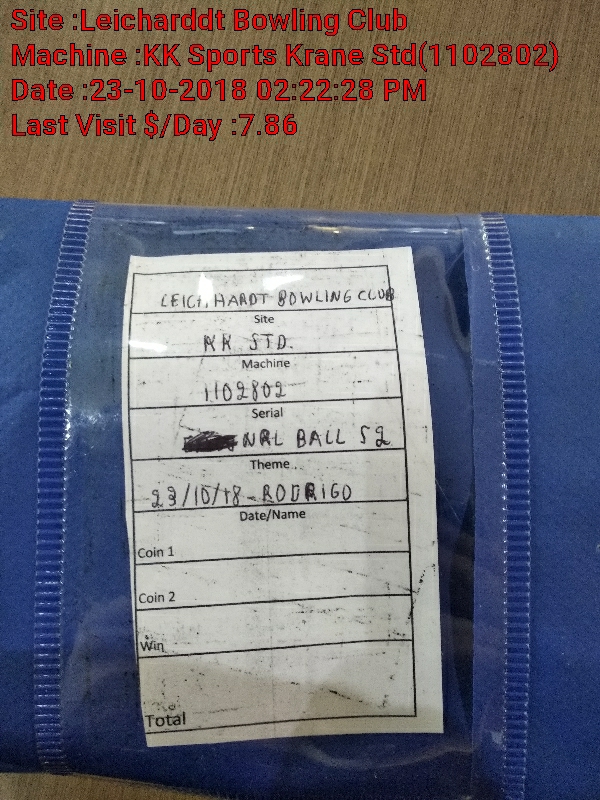 Site :Leicharddt Bowling Club
Machine :KK Sports Krane Std(1102802)
Date :23-10-2018 02:22:28 PM
Last Visit $/Day :7.86
LEICHHARDT BOWLING CLUB
Site
KK STD.
Machine
1102802
Serial
NRL BALL S2
Theme
23/10/18 - RODRIGO
Date/Name
Coin 1
Coin 2
Win
Total